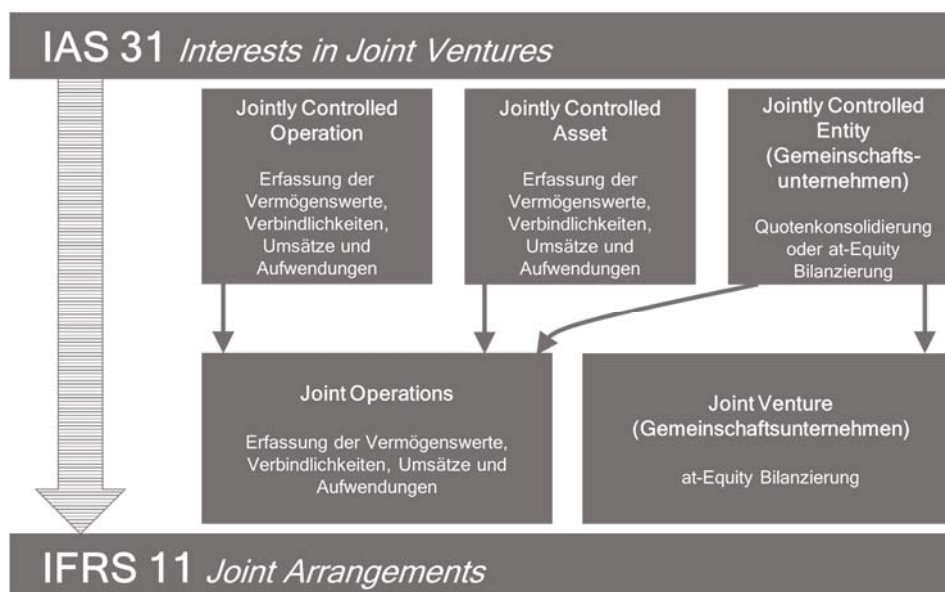 IAS 31 Interests in Joint Ventures
Jointly Controlled
Operation
Erfassung der
Vermögenswerte,
Verbindlichkeiten,
Umsätze und
Aufwendungen
Jointly Controlled
Asset
Erfassung der
Vermögenswerte,
Verbindlichkeiten,
Umsätze und
Aufwendungen
Jointly Controlled
Entity
(Gemeinschafts-
unternehmen)
Quotenkonsolidierung
oder at-Equity
Bilanzierung
Joint Operations
Erfassung der Vermögenswerte,
Verbindlichkeiten, Umsätze und
Aufwendungen
Joint Venture
(Gemeinschaftsunternehmen)
at-Equity Bilanzierung
IFRS 11 Joint Arrangements